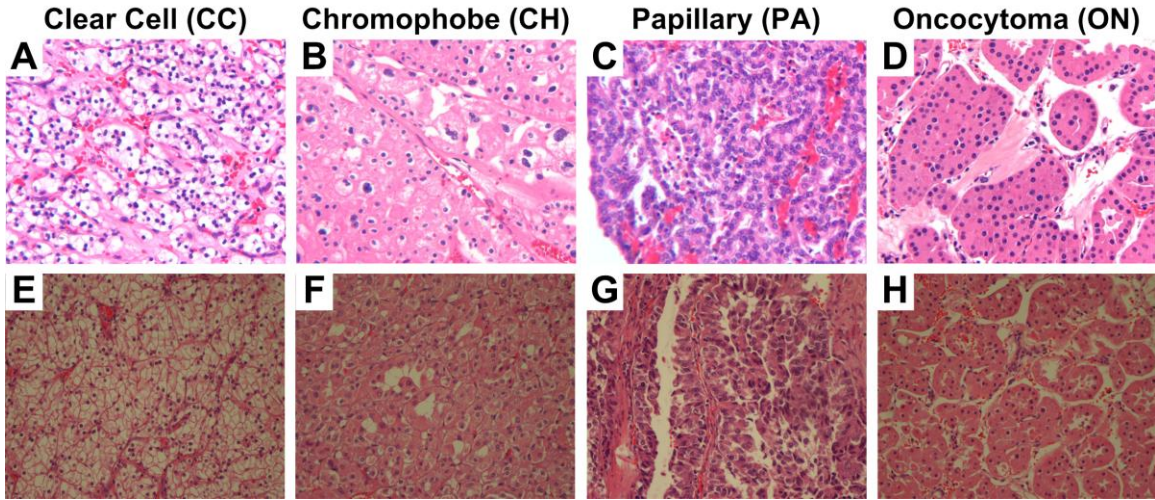 Clear Cell (CC) Chromophobe (CH) Papillary (PA) Oncocytoma (ON)
A B C D
E F G H